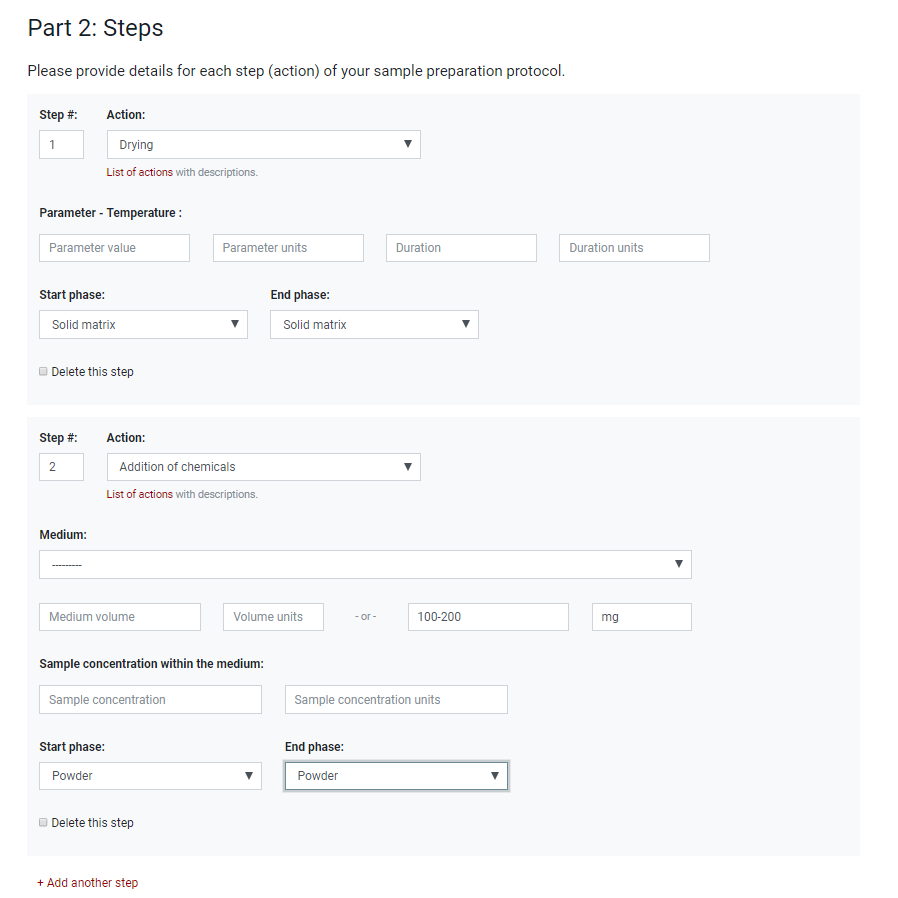 Part 2: Steps
Please provide details for each step (action) of your sample preparation protocol.
Step #: Action:
1 Drying
List of actions with descriptions.
Parameter - Temperature :
Parameter value Parameter units Duration Duration units
Start phase: End phase:
Solid matrix Solid matrix
Delete this step
Step #: Action:
2 Addition of chemicals
List of actions with descriptions.
Medium:
---------
Medium volume Volume units - or - 100-200 mg
Sample concentration within the medium:
Sample concentration Sample concentration units
Start phase: End phase:
Powder Powder
Delete this step
+ Add another step